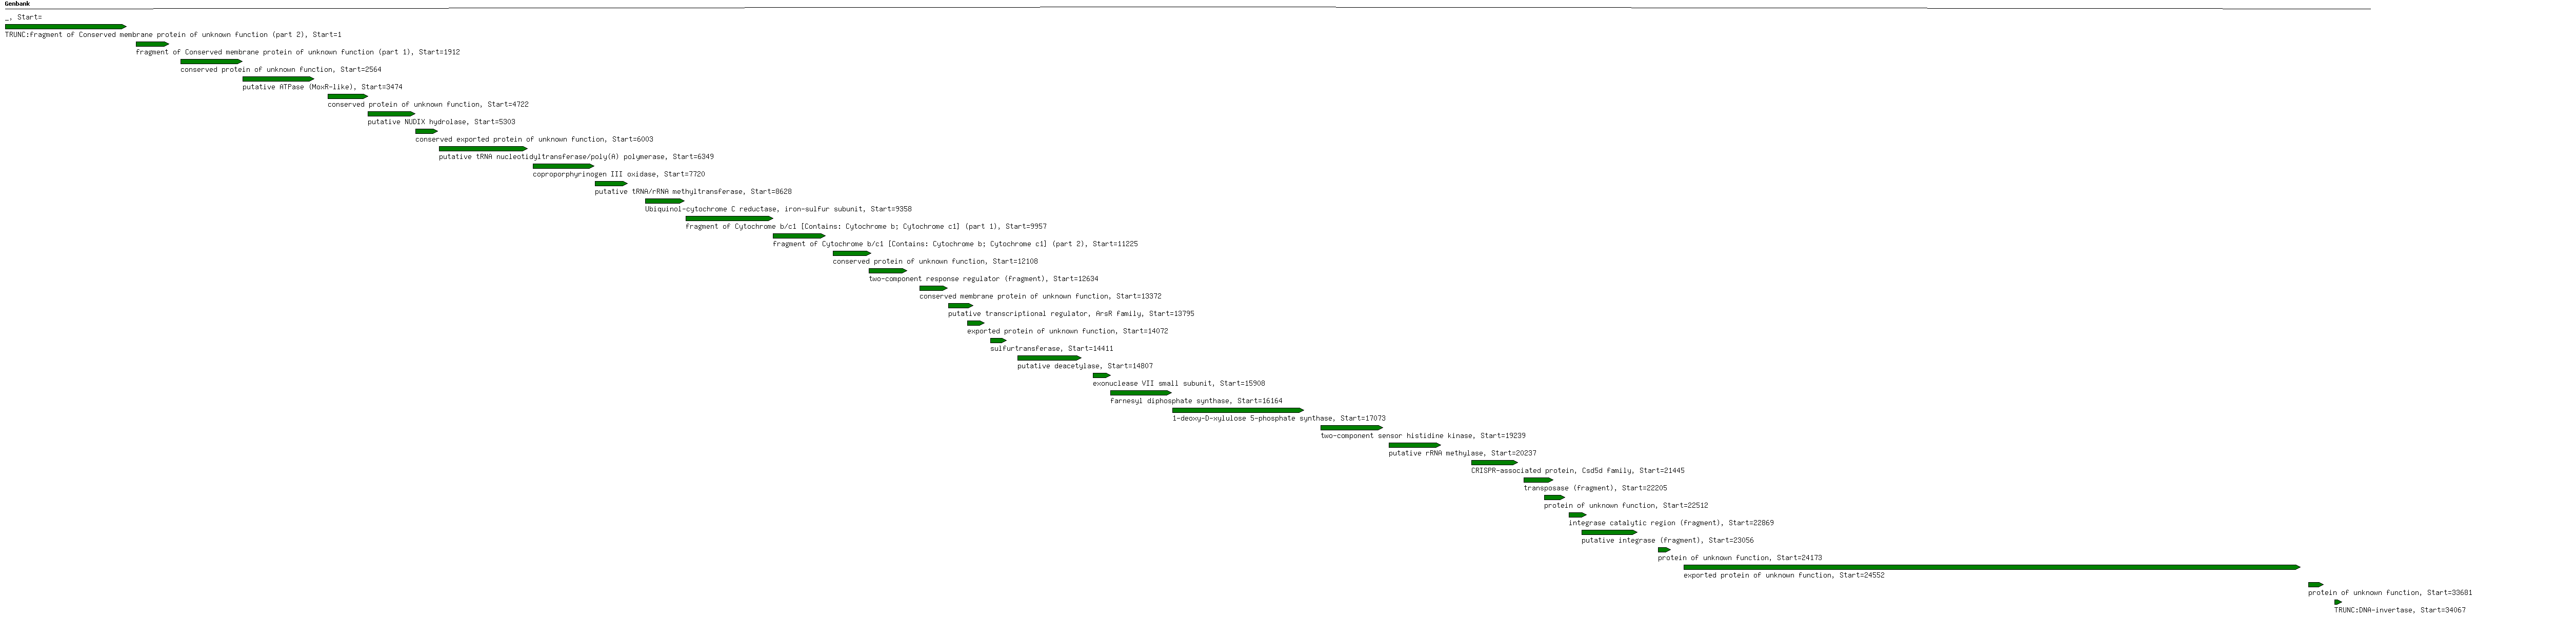 Genbank
_, Start=
TRUNC:fragment of Conserved membrane protein of unknown function (part 2), Start=1
fragment of Conserved membrane protein of unknown function (part 1), Start=1912
conserved protein of unknown function, Start=2564
putative ATPase (MoxR-like), Start=3474
conserved protein of unknown function, Start=4722
putative NUDIX hydrolase, Start=5303
conserved exported protein of unknown function, Start=6003
putative tRNA nucleotidyltransferase/poly(A) polymerase, Start=6349
coproporphyrinogen III oxidase, Start=7720
putative tRNA/rRNA methyltransferase, Start=8628
Ubiquinol-cytochrome C reductase, iron-sulfur subunit, Start=9358
fragment of Cytochrome b/c1 [Contains: Cytochrome b; Cytochrome c1] (part 1), Start=9957
fragment of Cytochrome b/c1 [Contains: Cytochrome b; Cytochrome c1] (part 2), Start=11225
conserved protein of unknown function, Start=12108
two-component response regulator (fragment), Start=12634
conserved membrane protein of unknown function, Start=13372
putative transcriptional regulator, ArsR family, Start=13795
exported protein of unknown function, Start=14072
sulfurtransferase, Start=14411
putative deacetylase, Start=14807
exonuclease VII small subunit, Start=15908
Farnesyl diphosphate synthase, Start=16164
1-deoxy-D-xylulose 5-phosphate synthase, Start=17073
two-component sensor histidine kinase, Start=19239
putative rRNA methylase, Start=20237
CRISPR-associated protein, Csd5d family, Start=21445
transposase (fragment), Start=22205
protein of unknown function, Start=22512
integrase catalytic region (fragment), Start=22869
putative integrase (fragment), Start=23056
protein of unknown function, Start=24173
exported protein of unknown function, Start=24552
protein of unknown function, Start=33681
TRUNC:DNA-invertase, Start=34067